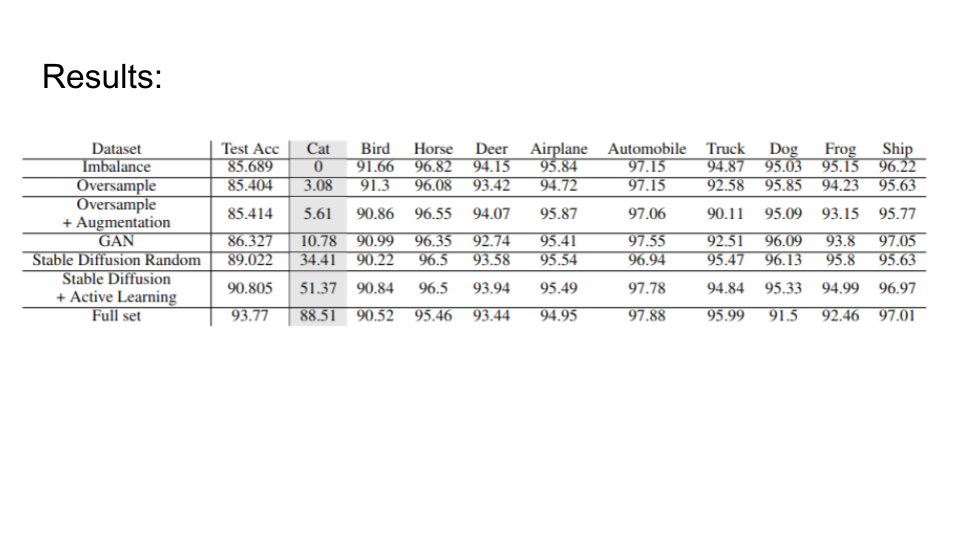 Results:
Dataset Test Acc Cat Bird Horse Deer Airplane Automobile Truck Dog Frog Ship
Imbalance 85.689 0 91.66 96.82 94.15 95.84 97.15 94.87 95.03 95.15 96.22
Oversample 85.404 3.08 91.3 96.08 93.42 94.72 97.15 92.58 95.85 94.23 95.63
Oversample
+ Augmentation 85.414 5.61 90.86 96.55 94.07 95.87 97.06 90.11 95.09 93.15 95.77
GAN 86.327 10.78 90.99 96.35 92.74 95.41 97.55 92.51 96.09 93.8 97.05
Stable Diffusion Random 89.022 34.41 90.22 96.5 93.58 95.54 96.94 95.47 96.13 95.8 95.63
Stable Diffusion
+ Active Learning 90.805 51.37 90.84 96.5 93.94 95.49 97.78 94.84 95.33 94.99 96.97
Full set 93.77 88.51 90.52 95.46 93.44 94.95 97.88 95.99 91.5 92.46 97.01